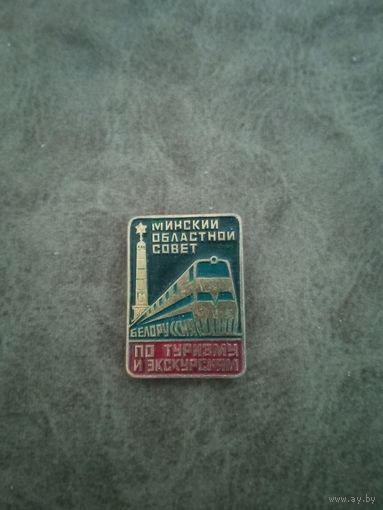 МИНСКИЙ
ОБЛАСТНОЙ
СОВЕТ
БЕЛОРУССИЯ
ПО ТУРИЗМУ
И ЭКСКУРСИЯМ
www.ay.by